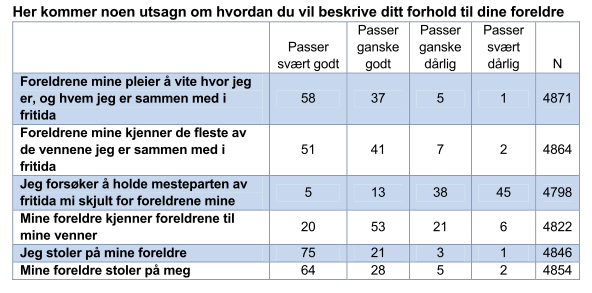 Her kommer noen utsagn om hvordan du vil beskrive ditt forhold til dine foreldre
Passer svært godt Passer ganske godt Passer ganske dårlig Passer svært dårlig N
Foreldrene mine pleier å vite hvor jeg
er, og hvem jeg er sammen med i
fritida 58 37 5 1 4871
Foreldrene mine kjenner de fleste av
de vennene jeg er sammen med i
fritida 51 41 7 2 4864
Jeg forsøker å holde mesteparten av
fritida mi skjult for foreldrene mine 5 13 38 45 4798
Mine foreldre kjenner foreldrene til
mine venner 20 53 21 6 4822
Jeg stoler på mine foreldre 75 21 3 1 4846
Mine foreldre stoler på meg 64 28 5 2 4854